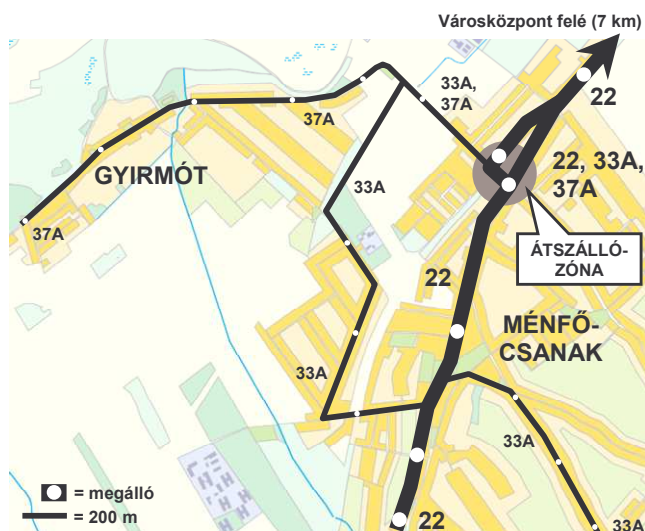 Városközpont felé (7 km)
22
33A,
37A
37A
22, 33A,
37A
GYIRMÓT
33A
37A
ÁTSZÁLLÓ-
ZÓNA
22
MÉNFŐ-
CSANAK
33A
33A
= megálló
= 200 m
22
33A